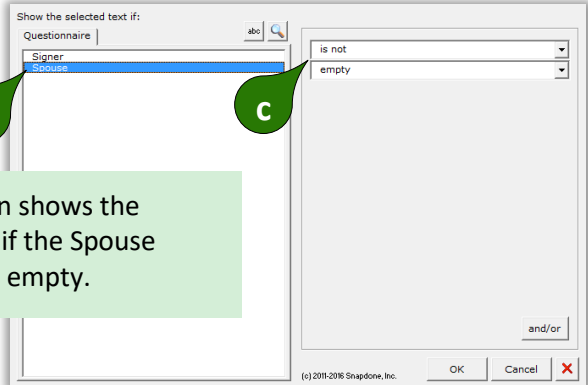 Show the selected text if:
Questionnaire
abc
Signer
Spouse
is not
empty
c
n shows the
if the Spouse
empty.
and/or
(c) 2011-2016 Snapdone, Inc.
OK
Cancel